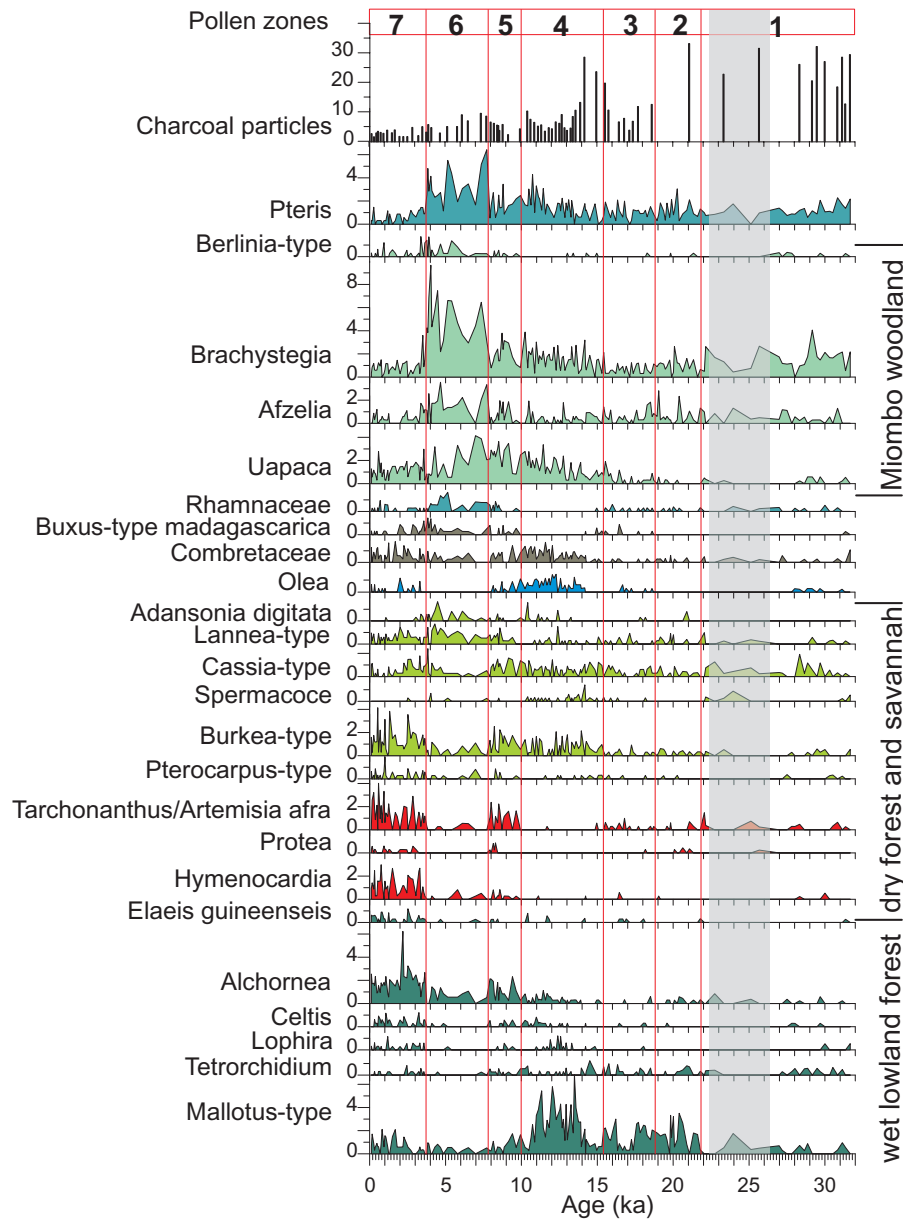 Pollen zones 7 6 5 4 3 2 1
30
20
10
Charcoal particles 0
4
2
Pteris 0
Berlinia-type 0
8
4
Brachystegia 0
2
Afzelia 0
2
Uapaca 0
Rhamnaceae 0
Buxus-type madagascarica 0
Combretaceae 0
Olea 0
Adansonia digitata 0
Lannea-type 0
Cassia-type 0
Spermacoce 0
2
Burkea-type 0
Pterocarpus-type 0
2
Tarchonanthus/Artemisia afra 0
Protea 0
2
Hymenocardia 0
Elaeis guineenseis 0
4
Alchornea 0
Celtis 0
Lophira 0
Tetrorchidium 0
4
Mallotus-type 0
0 5 10 15 20 25 30
Age (ka)
Miombo woodland
dry forest and savannah
wet lowland forest